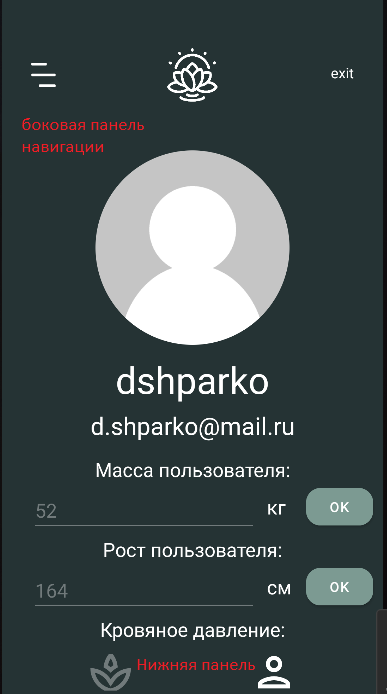 exit
боковая панель
навигации
dshparko
d.shparko@mail.ru
Масса пользователя:
52 кг OK
Рост пользователя:
164 см OK
Кровяное давление:
Нижняя панель